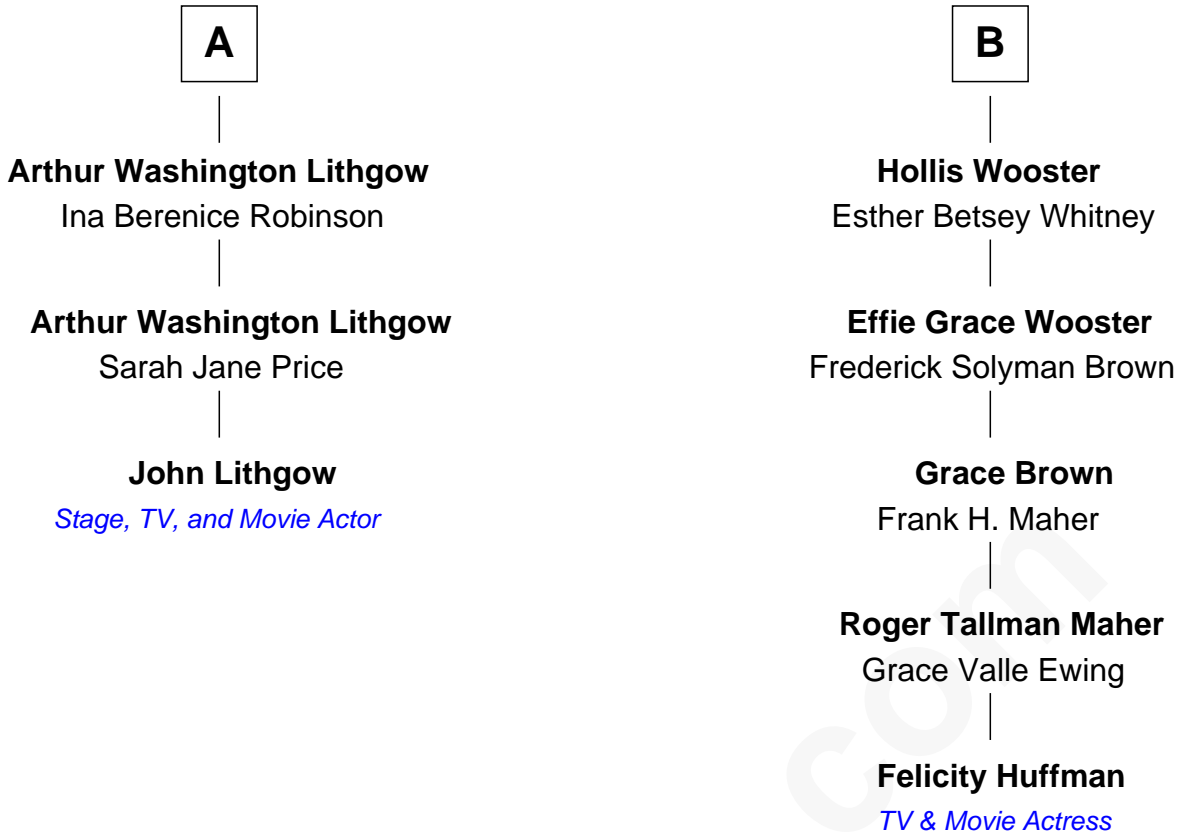 A
Arthur Washington Lithgow
Ina Berenice Robinson
Arthur Washington Lithgow
Sarah Jane Price
John Lithgow
Stage, TV, and Movie Actor
B
Hollis Wooster
Esther Betsey Whitney
Effie Grace Wooster
Frederick Solyman Brown
Grace Brown
Frank H. Maher
Roger Tallman Maher
Grace Valle Ewing
Felicity Huffman
TV & Movie Actress
com